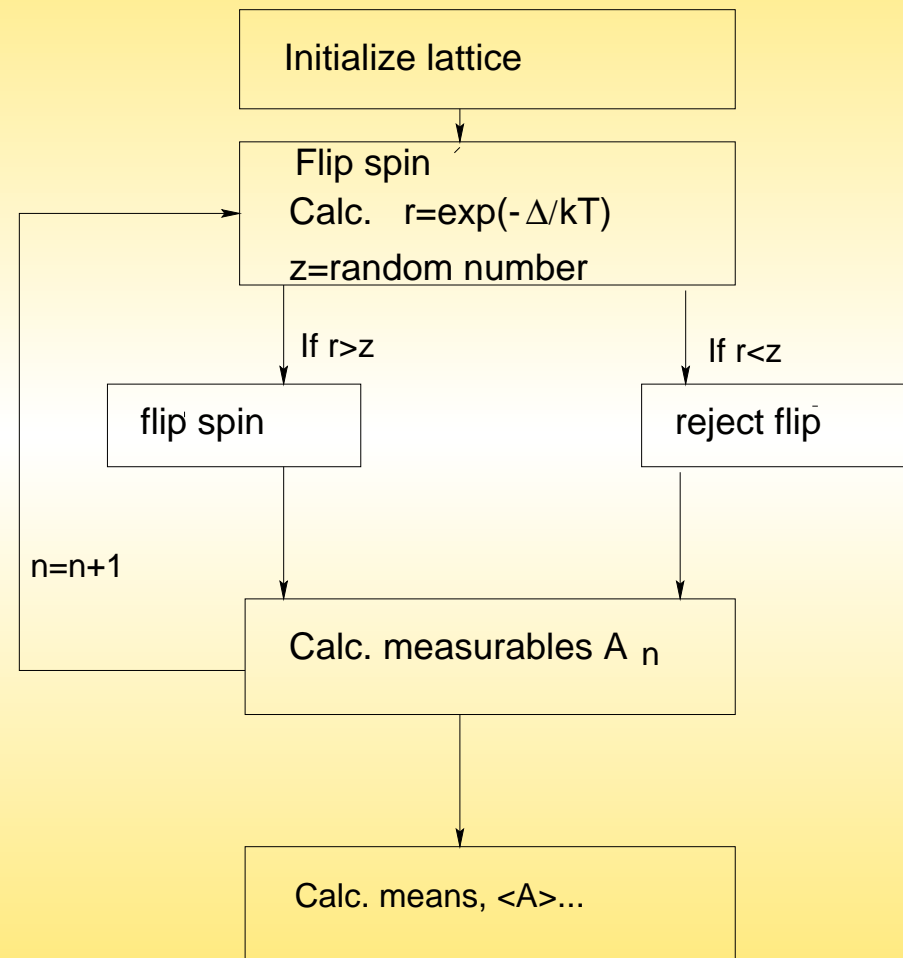 Initialize lattice
Flip spin
Calc. r=exp(-Δ/kT)
z=random number
If r>z
If r<z
flip spin
reject flip
n=n+1
Calc. measurables A n
Calc. means, <A>...